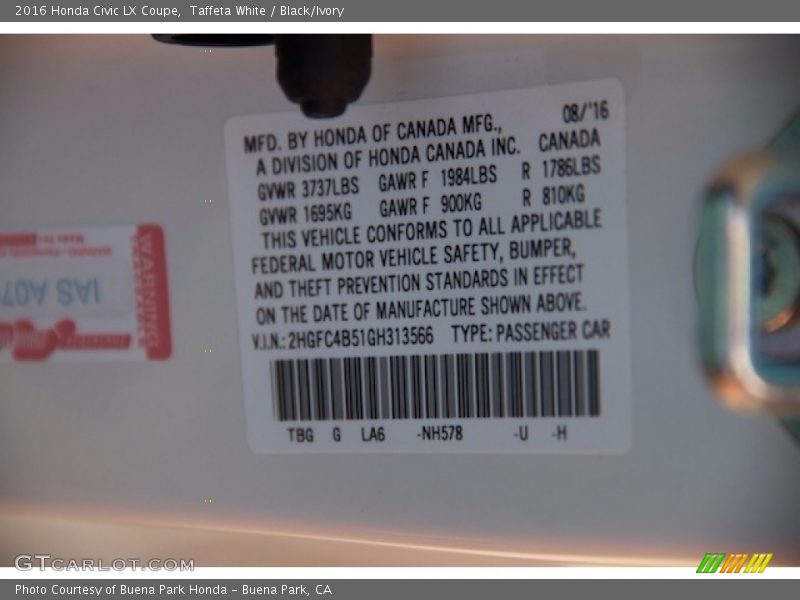 2016 Honda Civic LX Coupe, Taffeta White / Black/Ivory
08/'16
MFD. BY HONDA OF CANADA MFG.,
A DIVISION OF HONDA CANADA INC. CANADA
GVWR 3737LBS GAWR F 1984LBS R 1786LBS
GVWR 1695KG GAWR F 900KG R 810KG
THIS VEHICLE CONFORMS TO ALL APPLICABLE
FEDERAL MOTOR VEHICLE SAFETY, BUMPER,
AND THEFT PREVENTION STANDARDS IN EFFECT
ON THE DATE OF MANUFACTURE SHOWN ABOVE.
V.I.N.: 2HGFC4B51GH313566 TYPE: PASSENGER CAR
TBG G LA6 -NH578 -U -H
WARNING
IAS A07
GTCARLOT.COM
Photo Courtesy of Buena Park Honda - Buena Park, CA